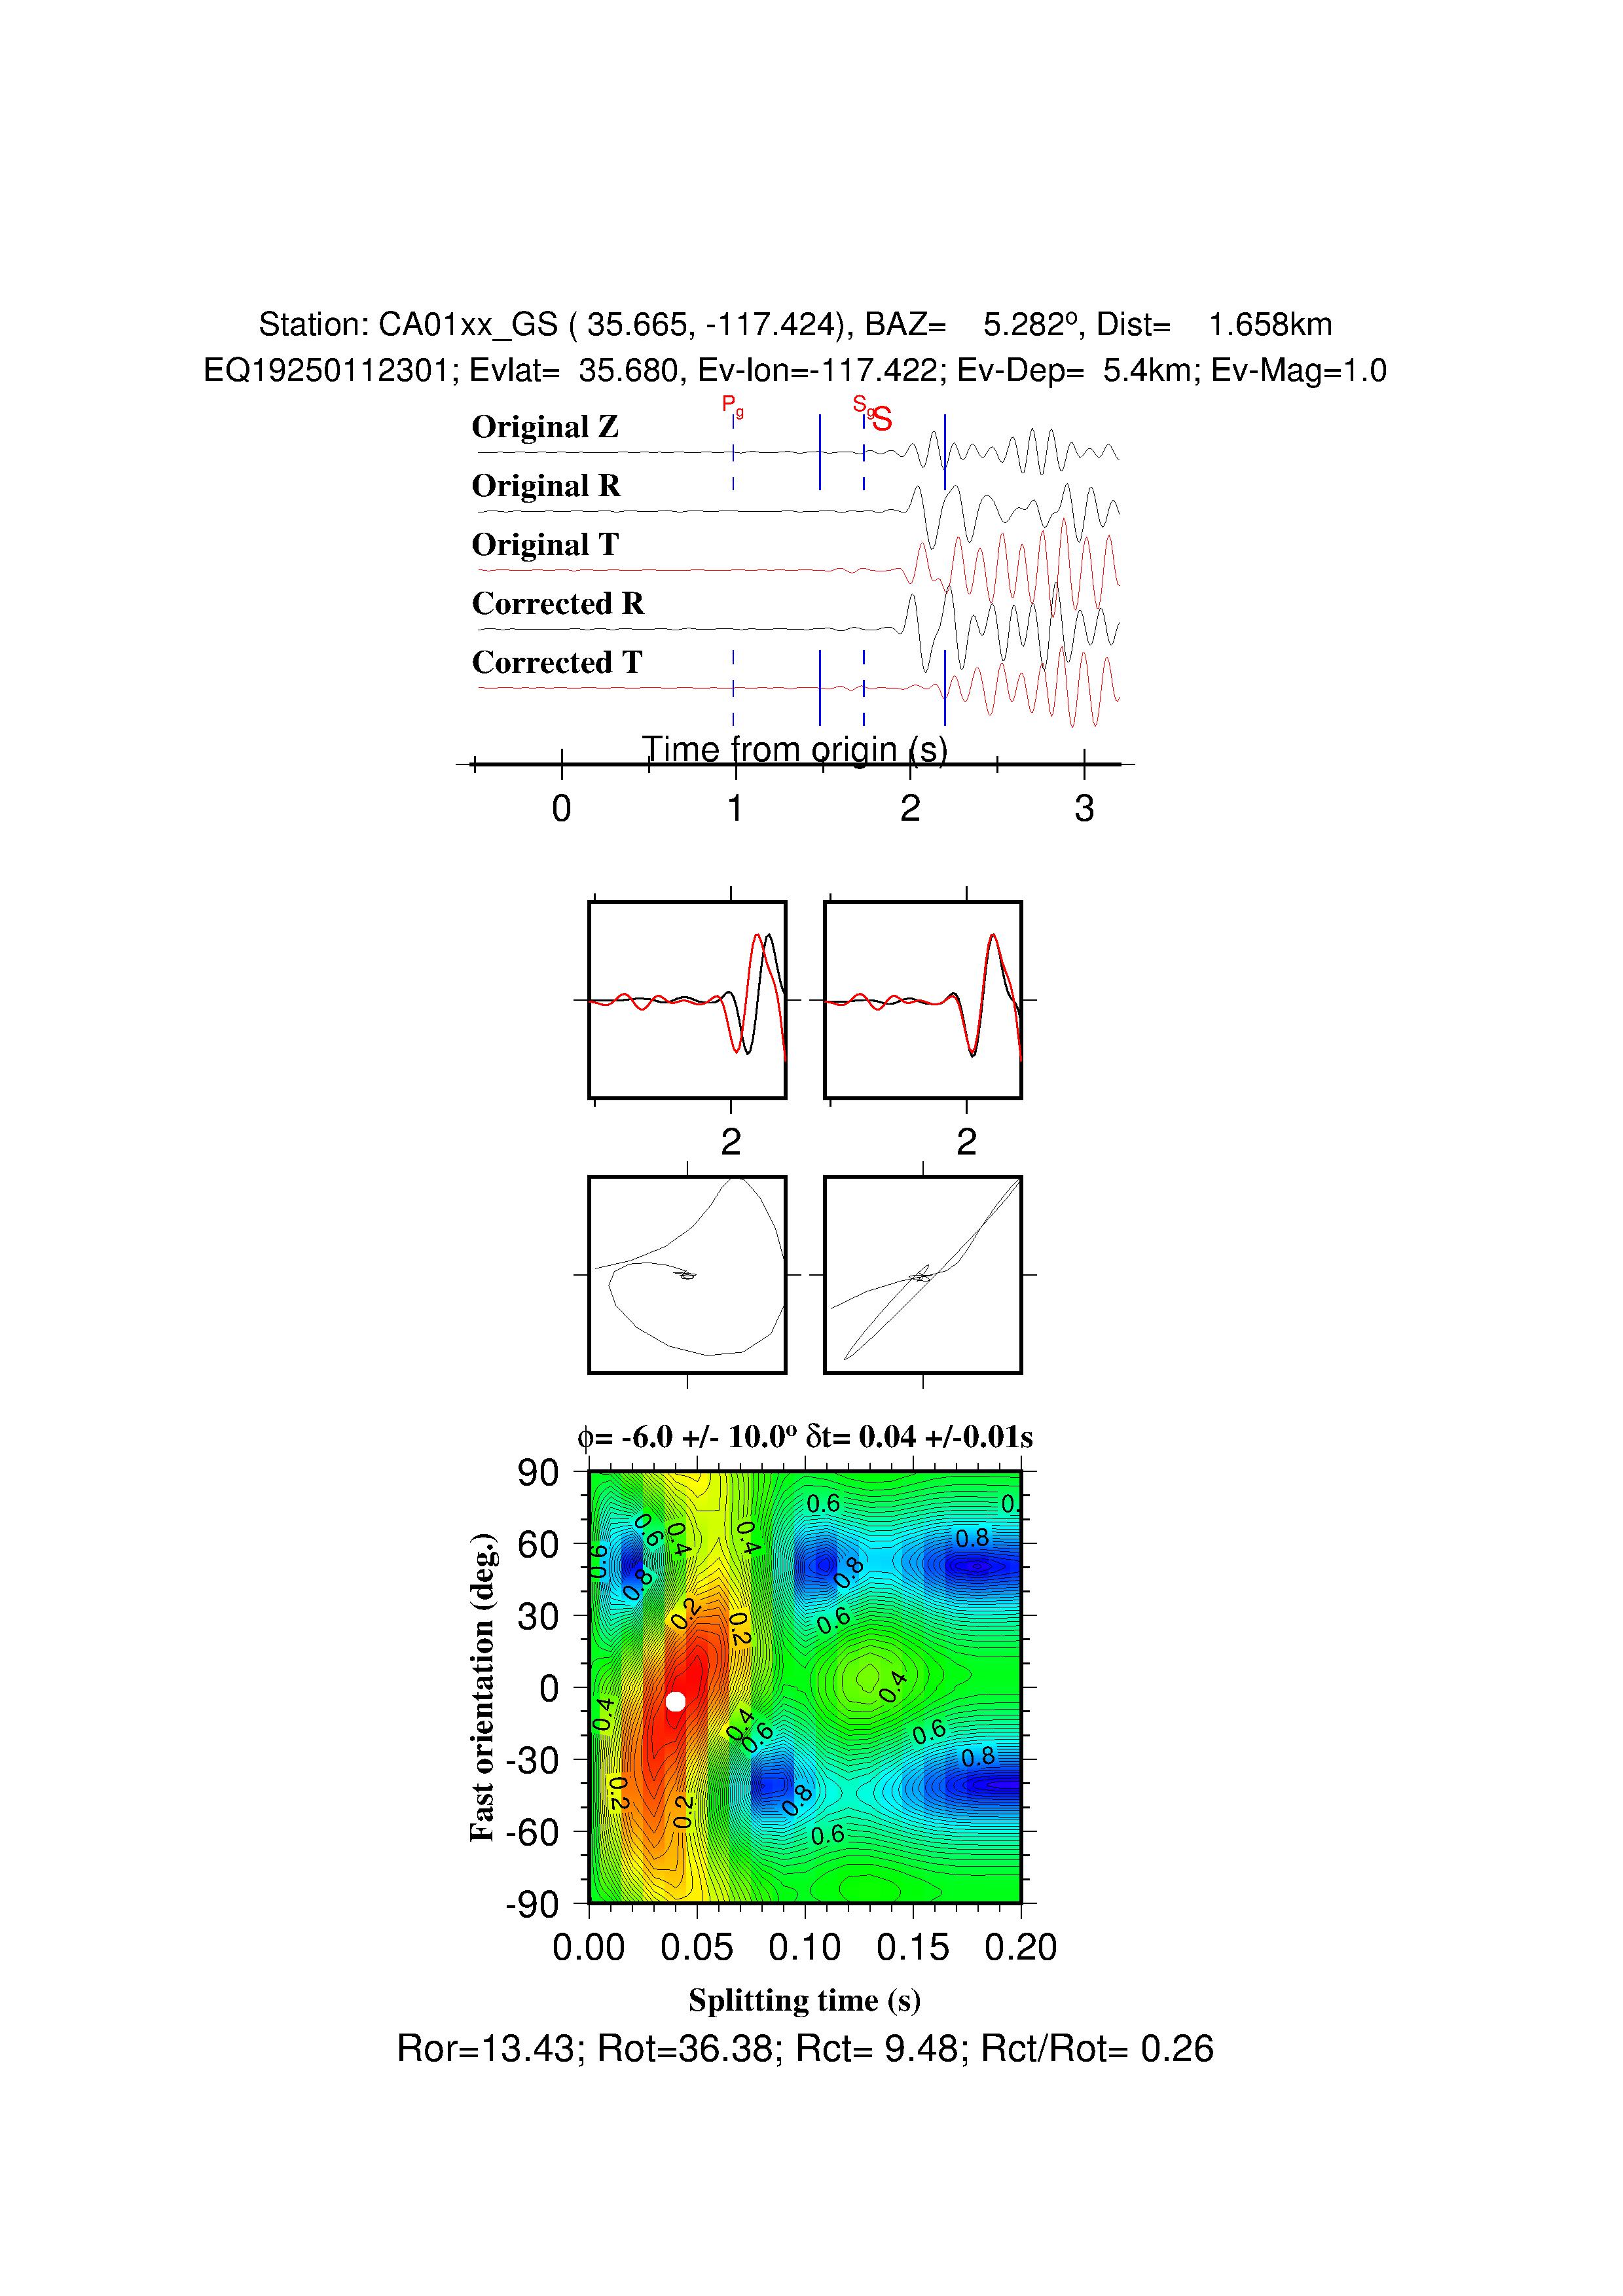 Station: CA01xx_GS ( 35.665, -117.424), BAZ= 5.282º, Dist= 1.658km
EQ19250112301; Evlat= 35.680, Ev-lon=-117.422; Ev-Dep= 5.4km; Ev-Mag=1.0
Pg Sg S
Original Z
Original R
Original T
Corrected R
Corrected T
Time from origin (s)
0 1 2 3
2 2
ϕ= -6.0 +/- 10.0º δt= 0.04 +/-0.01s
90
60
30
0
-30
-60
-90
Fast orientation (deg.)
0.6 0.6 0.4 0.4 0.6 0.
0.8 0.8 0.8
0.2 0.2 0.6
0.4 0.4 0.4 0.6 0.6
0.2 0.2 0.8 0.8
0.6
0.00 0.05 0.10 0.15 0.20
Splitting time (s)
Ror=13.43; Rot=36.38; Rct= 9.48; Rct/Rot= 0.26